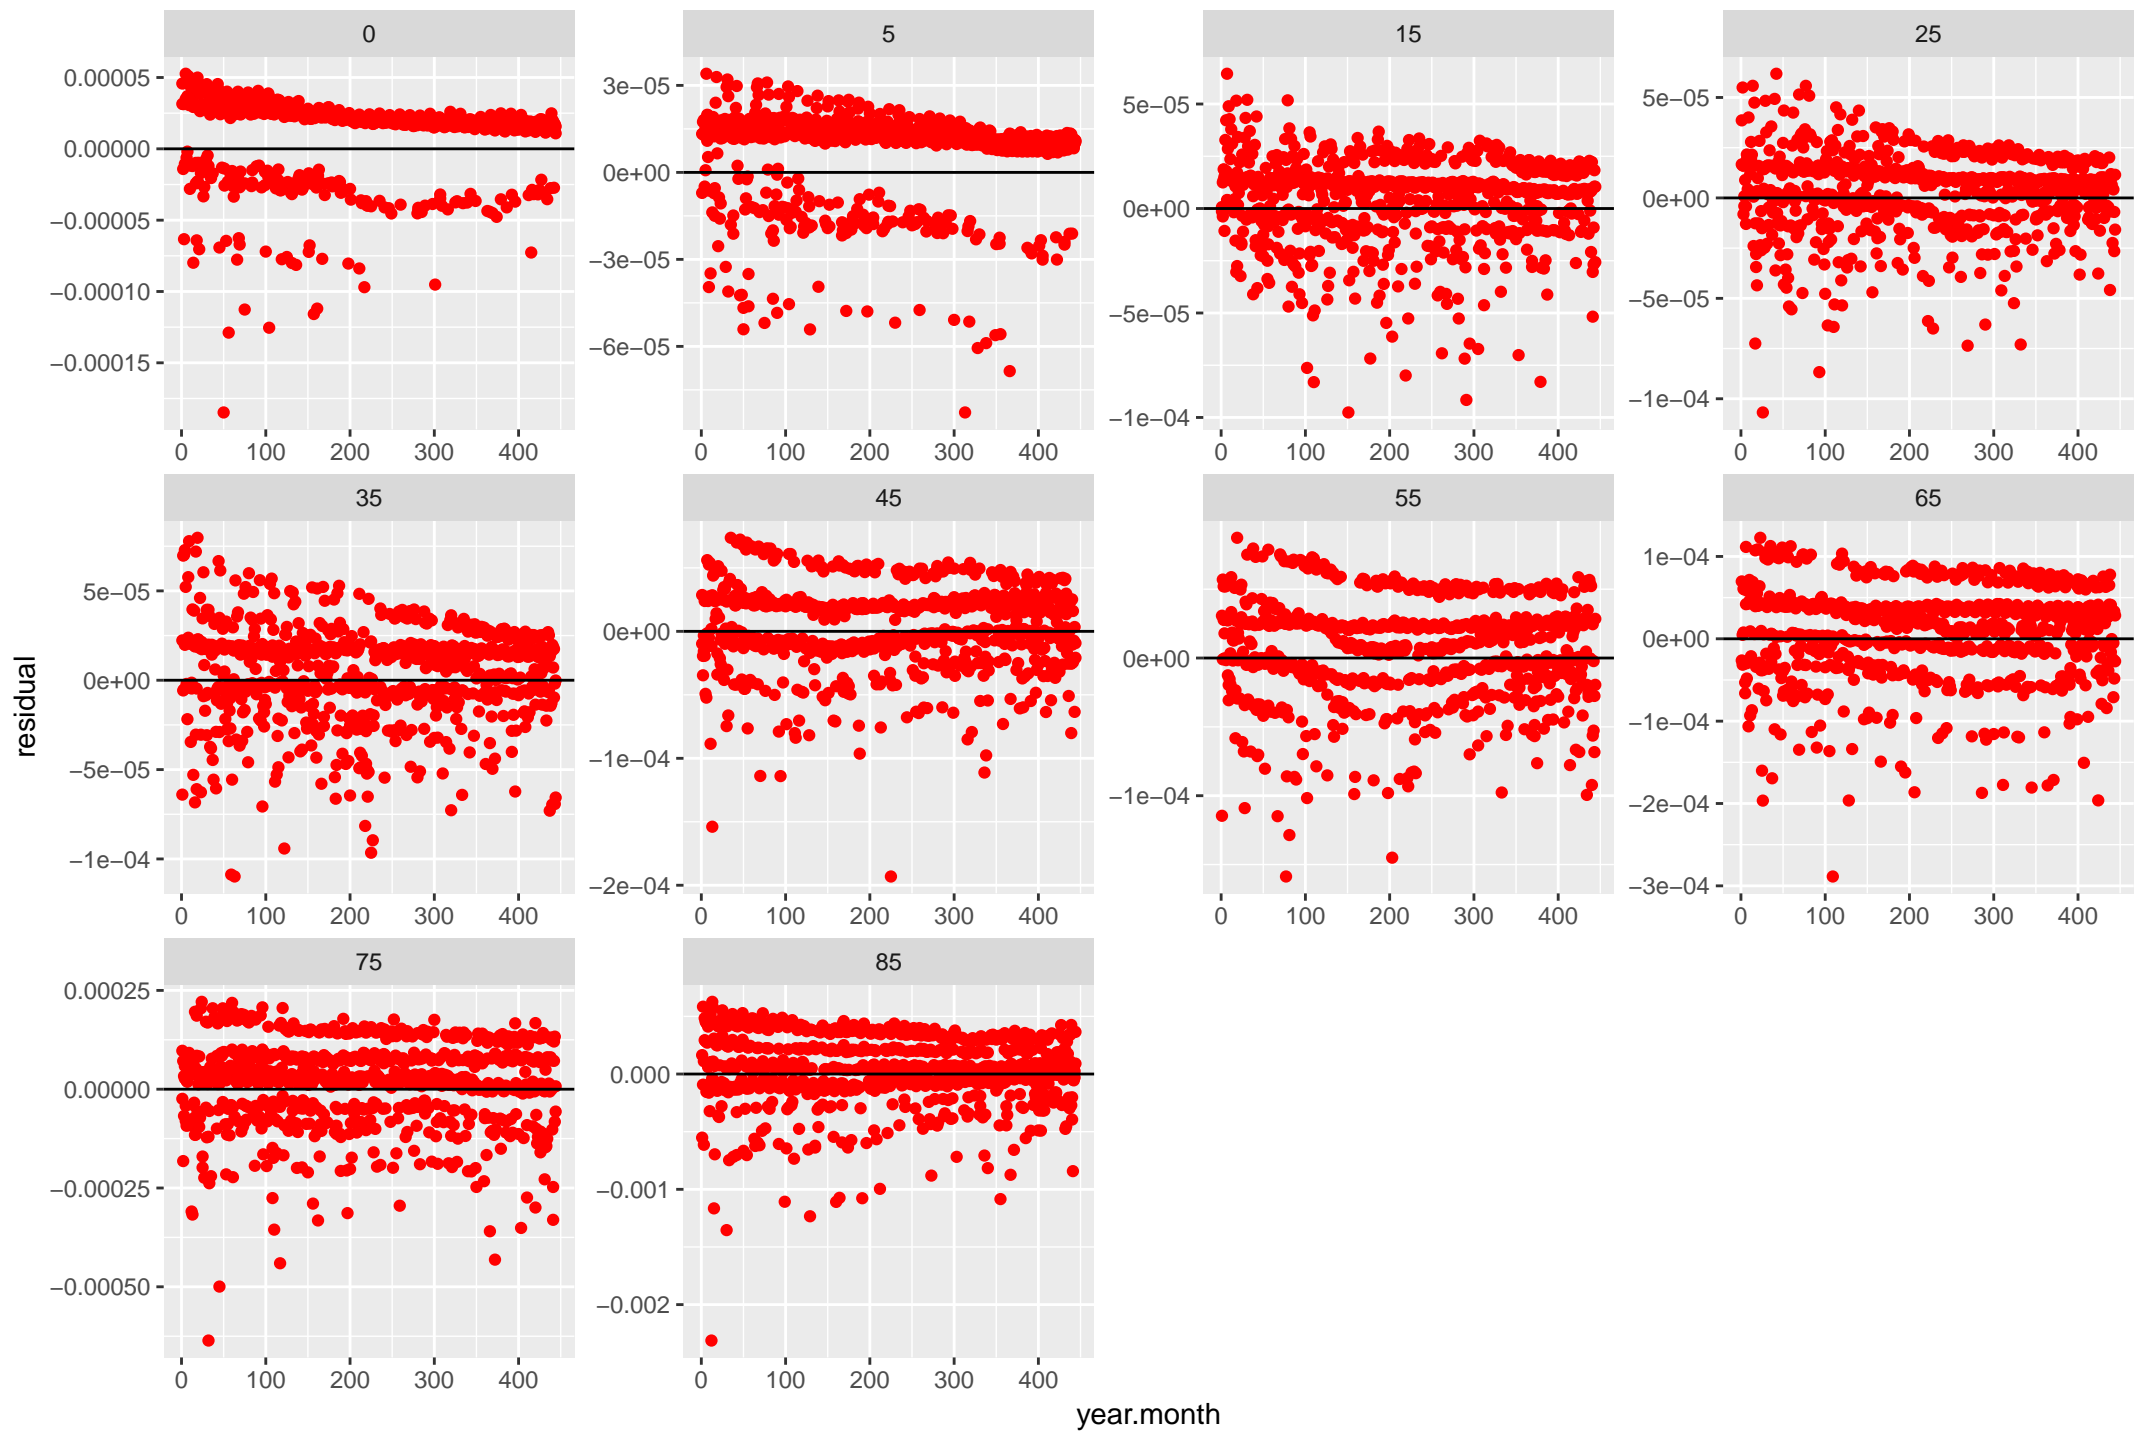 0 5 15 25
0.00005
0.00000
−0.00005
−0.00010
−0.00015
3e−05
0e+00
−3e−05
−6e−05
5e−05
0e+00
−5e−05
−1e−04
5e−05
0e+00
−5e−05
−1e−04
0 100 200 300 400 0 100 200 300 400 0 100 200 300 400 0 100 200 300 400
35 45 55 65
5e−05
0e+00
−5e−05
−1e−04
0e+00
−1e−04
−2e−04
0e+00
−1e−04
1e−04
0e+00
−1e−04
−2e−04
−3e−04
0 100 200 300 400 0 100 200 300 400 0 100 200 300 400 0 100 200 300 400
75 85
0.00025
0.00000
−0.00025
−0.00050
0.000
−0.001
−0.002
0 100 200 300 400 0 100 200 300 400
residual
year.month